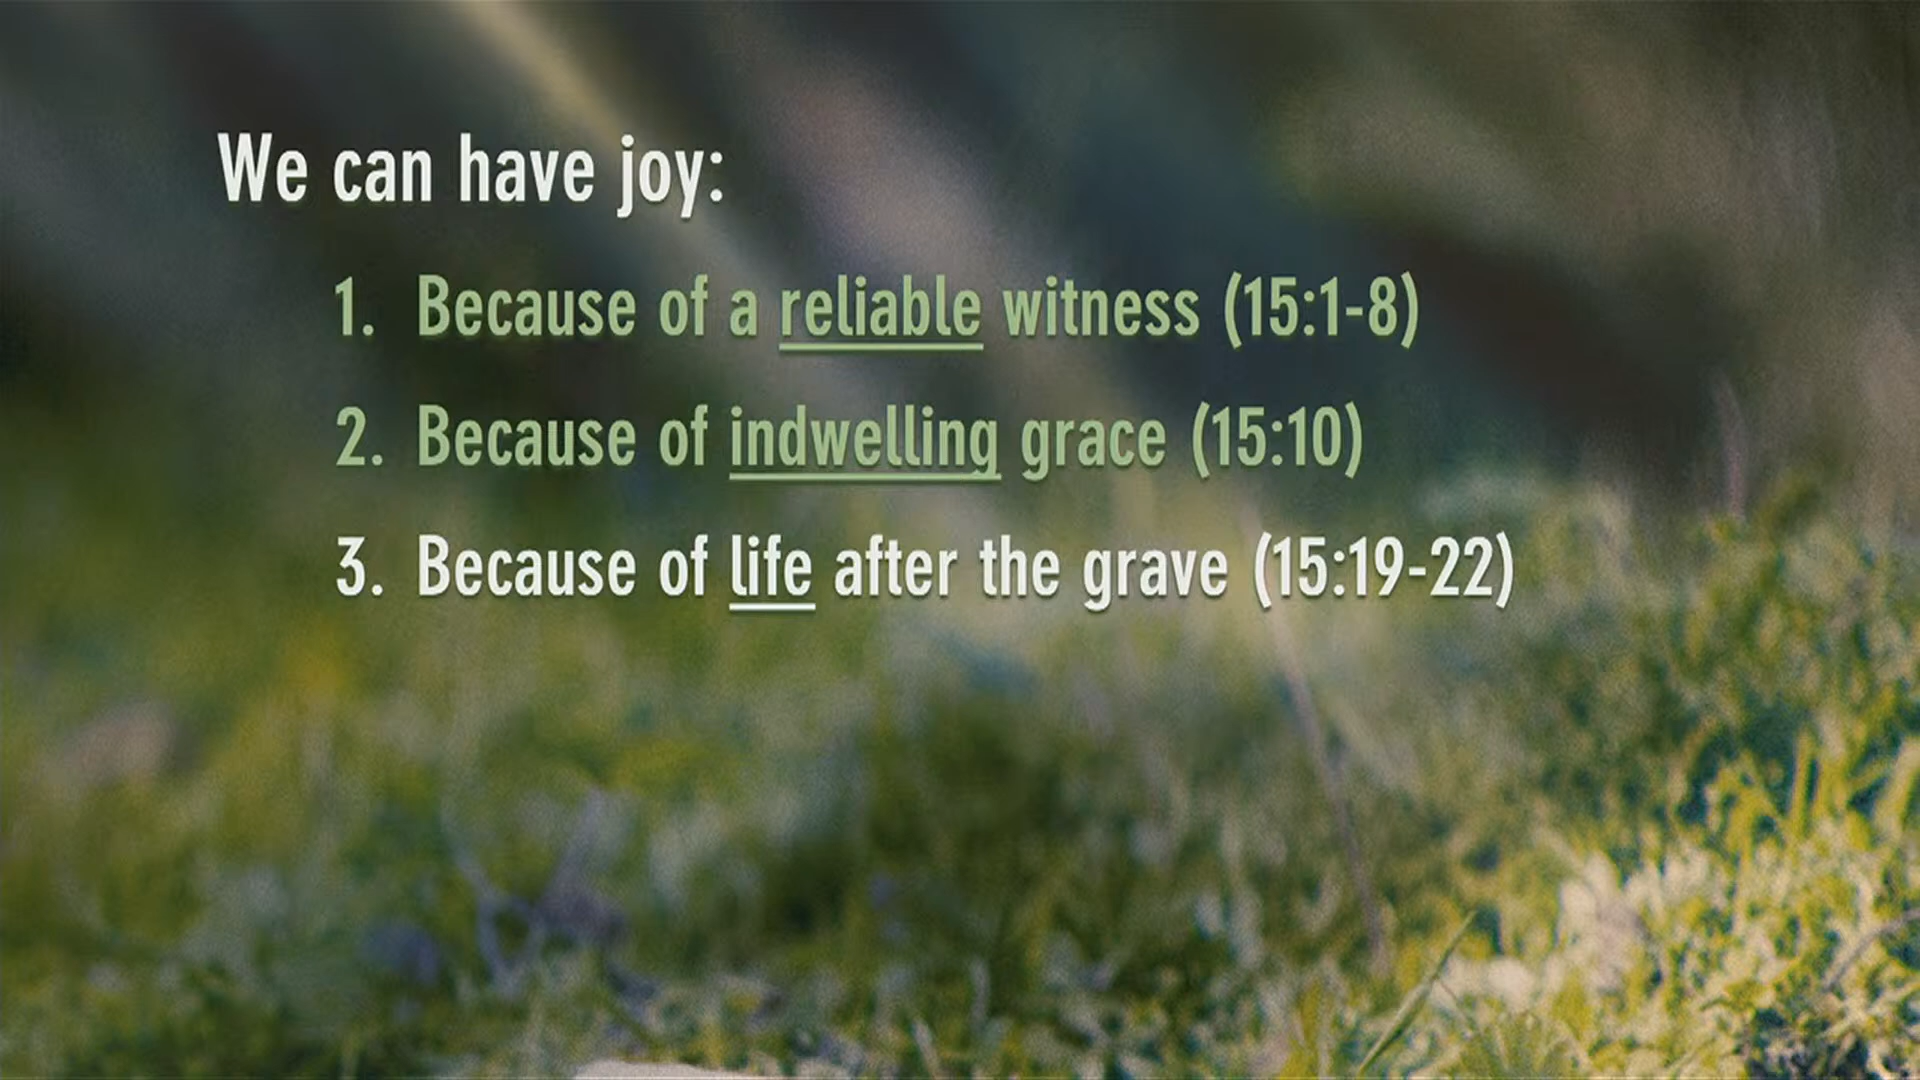 We can have joy:
1. Because of a reliable witness (15:1-8)
2. Because of indwelling grace (15:10)
3. Because of life after the grave (15:19-22)